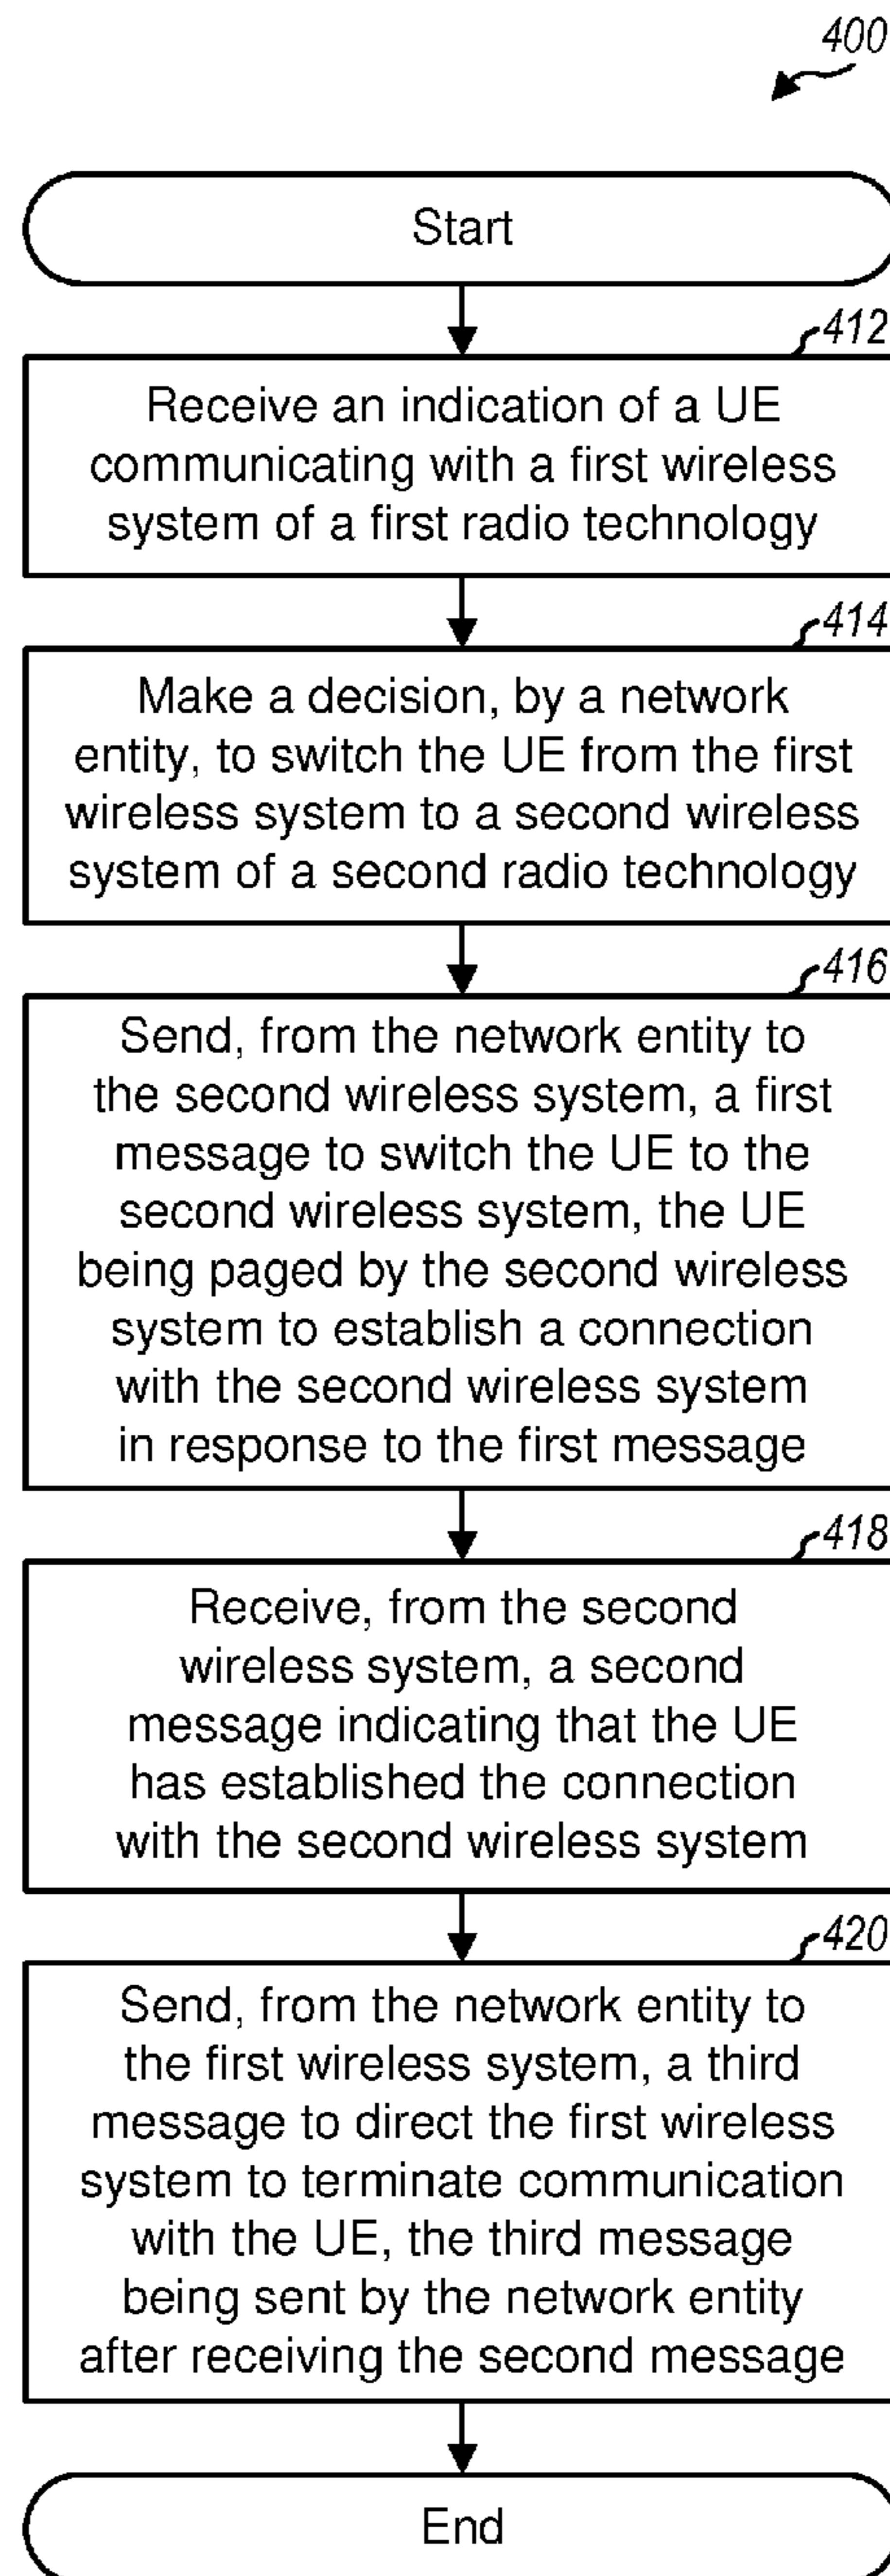 400
Start
412
Receive an indication of a UE
communicating with a first wireless
system of a first radio technology
414
Make a decision, by a network
entity, to switch the UE from the first
wireless system to a second wireless
system of a second radio technology
416
Send, from the network entity to
the second wireless system, a first
message to switch the UE to the
second wireless system, the UE
being paged by the second wireless
system to establish a connection
with the second wireless system
in response to the first message
418
Receive, from the second
wireless system, a second
message indicating that the UE
has established the connection
with the second wireless system
420
Send, from the network entity to
the first wireless system, a third
message to direct the first wireless
system to terminate communication
with the UE, the third message
being sent by the network entity
after receiving the second message
End